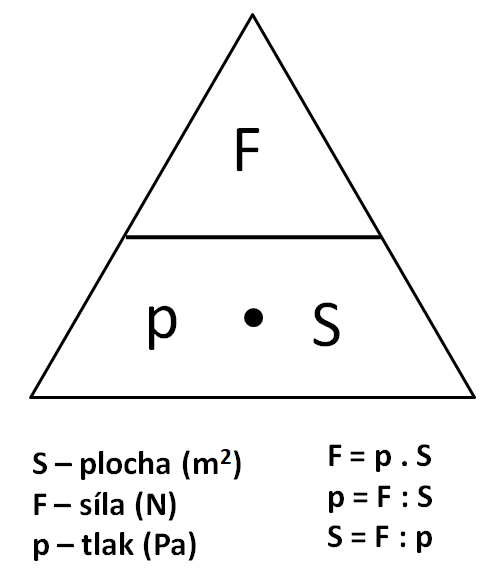 F
p • S
S – plocha (m²)
F – síla (N)
p – tlak (Pa)
F = p . S
p = F : S
S = F : p